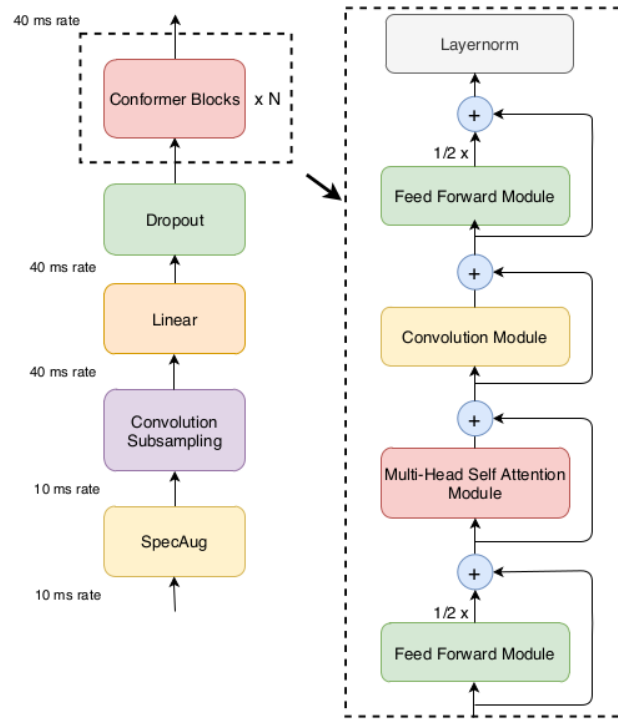 40 ms rate
Conformer Blocks
x N
Dropout
40 ms rate
Linear
40 ms rate
Convolution
Subsampling
10 ms rate
SpecAug
10 ms rate
Layernorm
+
1/2 x
Feed Forward Module
+
Convolution Module
+
Multi-Head Self Attention
Module
+
1/2 x
Feed Forward Module